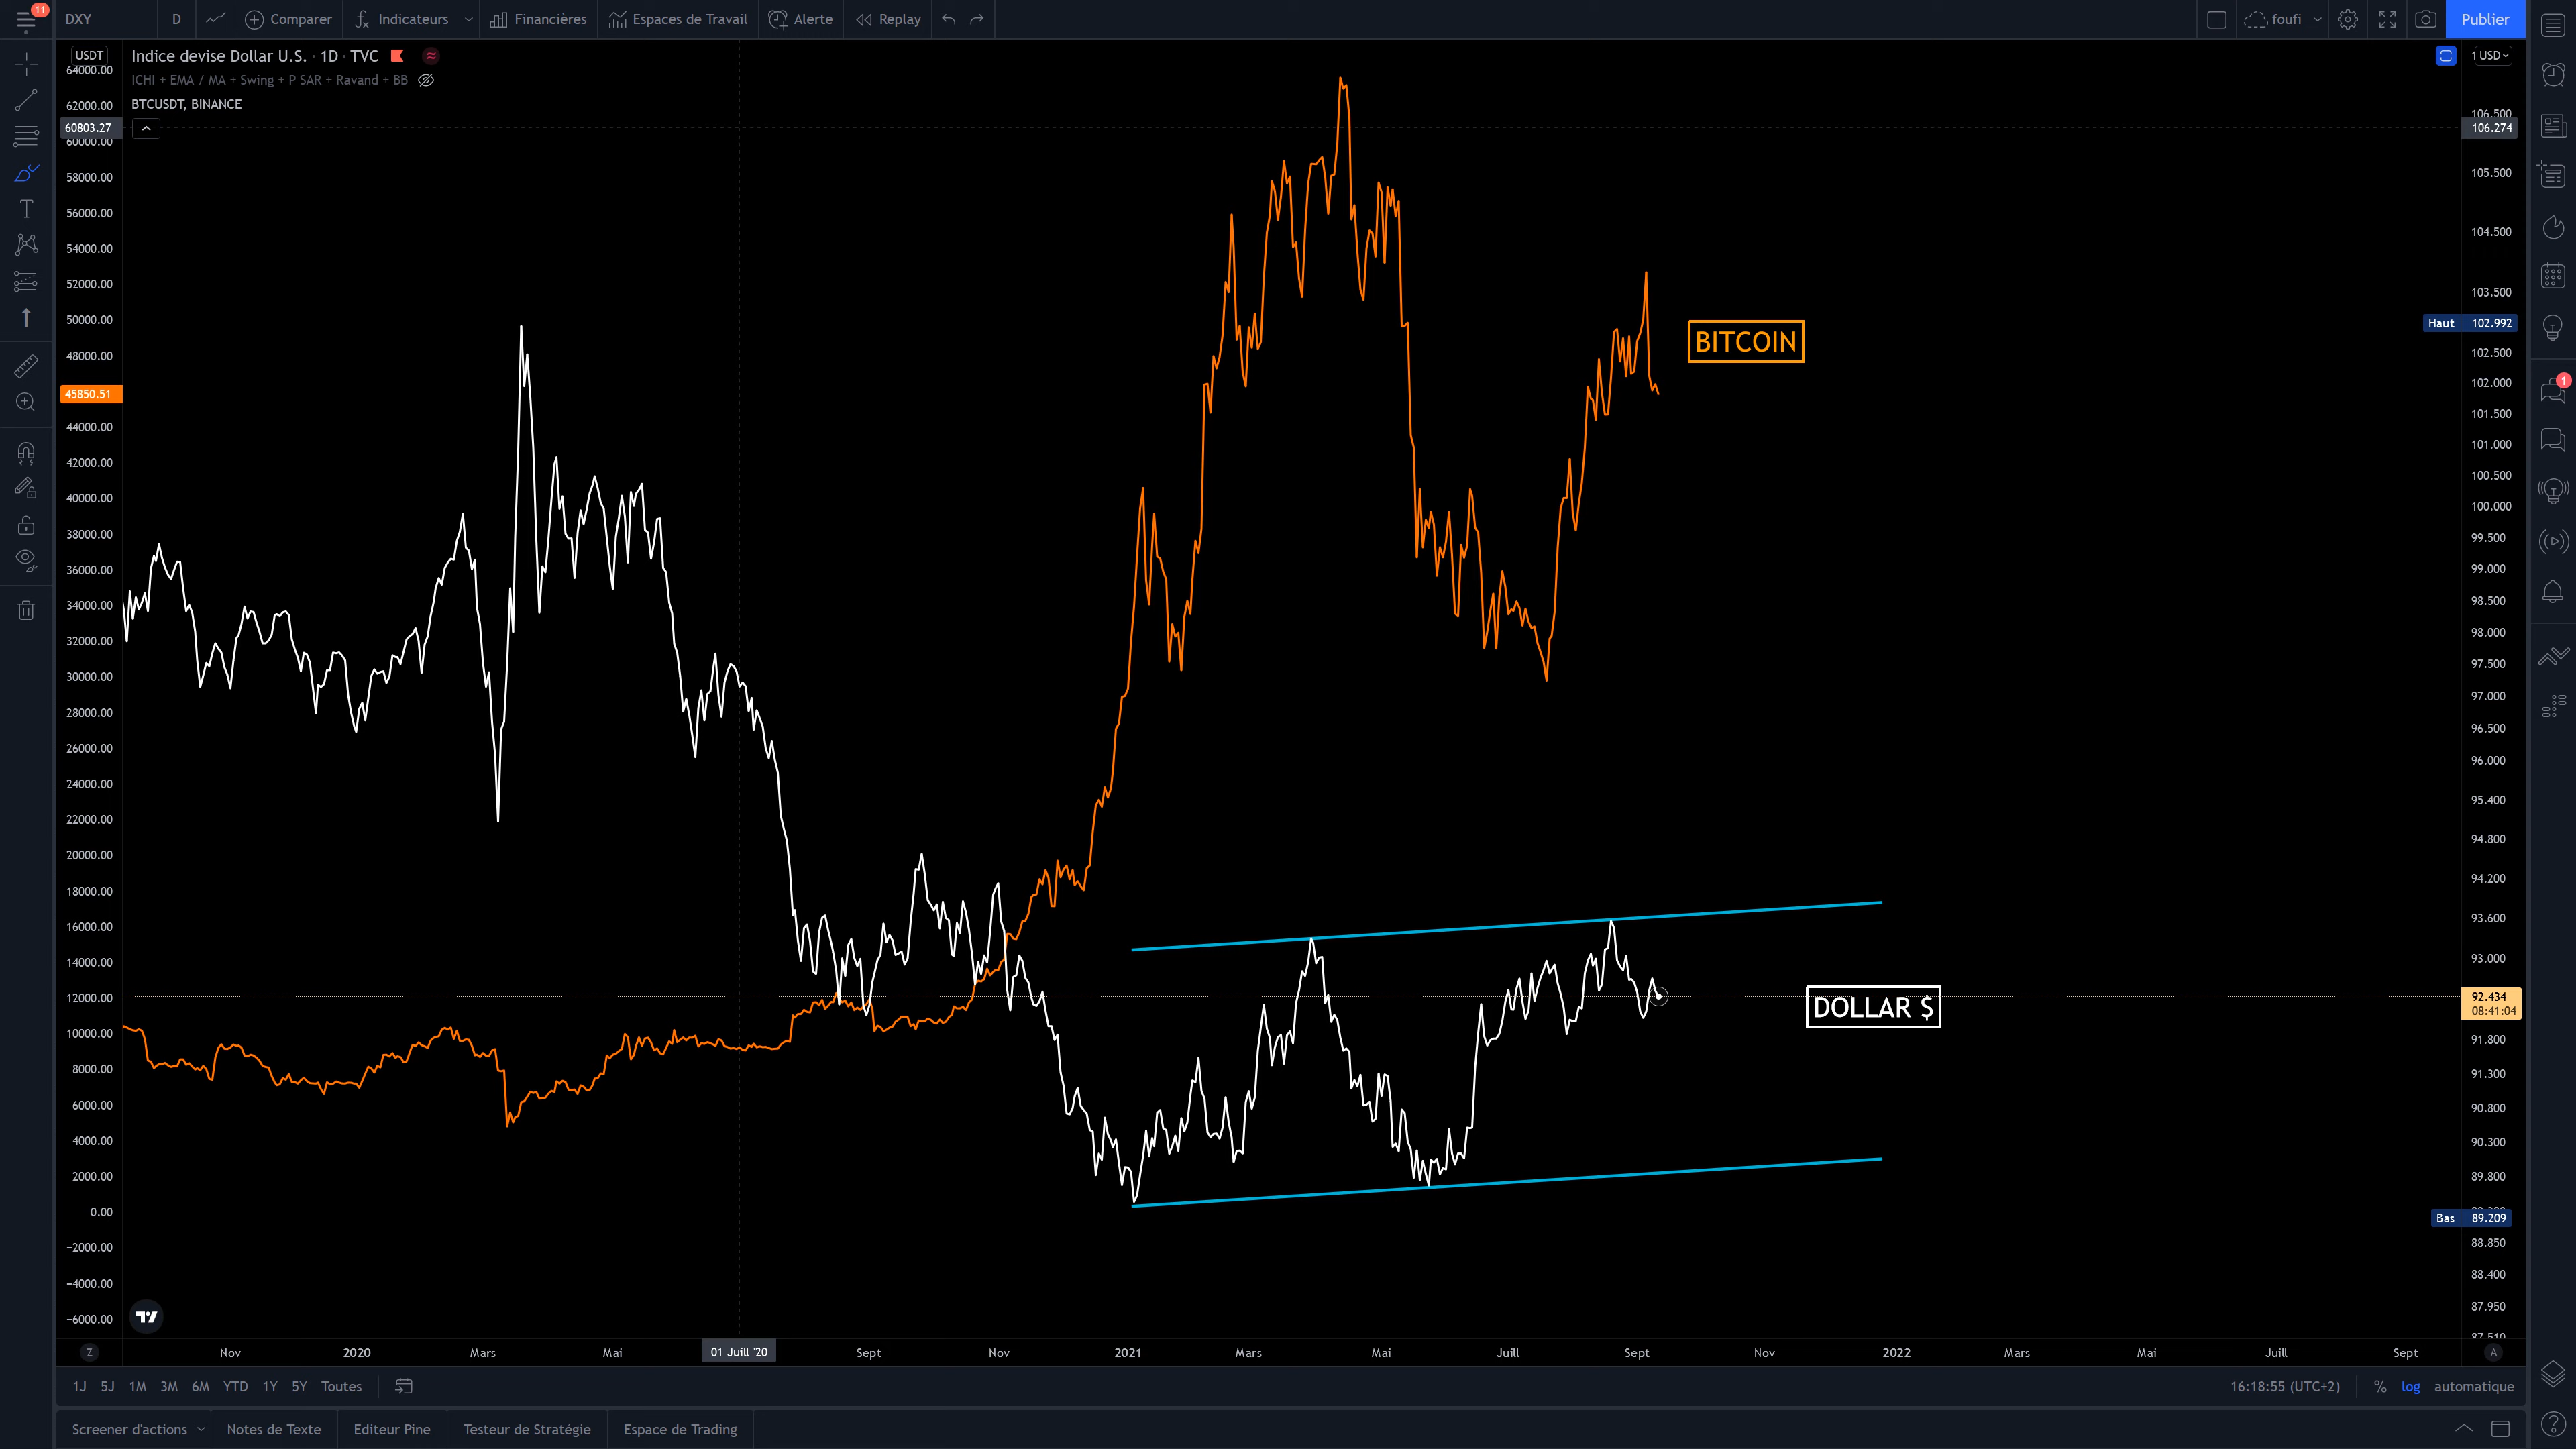 11
DXY
D
Comparer
Indicateurs
Financières
Espaces de Travail
Alerte
Replay
foufi
Publier
USDT
Indice devise Dollar U.S. · 1D · TVC
ICHI + EMA / MA + Swing + P SAR + Ravand + BB
BTCUSDT, BINANCE
64000.00
62000.00
60803.27
60000.00
58000.00
56000.00
54000.00
52000.00
50000.00
48000.00
45850.51
44000.00
42000.00
40000.00
38000.00
36000.00
34000.00
32000.00
30000.00
28000.00
26000.00
24000.00
22000.00
20000.00
18000.00
16000.00
14000.00
12000.00
10000.00
8000.00
6000.00
4000.00
2000.00
0.00
−2000.00
−4000.00
−6000.00
BITCOIN
DOLLAR $
USD
106.500
106.274
105.500
104.500
103.500
Haut 102.992
102.500
102.000
101.500
101.000
100.500
100.000
99.500
99.000
98.500
98.000
97.500
97.000
96.500
96.000
95.400
94.800
94.200
93.600
93.000
92.434
08:41:04
91.800
91.300
90.800
90.300
89.800
Bas 89.209
88.850
88.400
87.950
87.510
1
Z
Nov
2020
Mars
Mai
01 Juill '20
Sept
Nov
2021
Mars
Mai
Juill
Sept
Nov
2022
Mars
Mai
Juill
Sept
A
1J 5J 1M 3M 6M YTD 1Y 5Y Toutes
16:18:55 (UTC+2)
% log automatique
Screener d'actions
Notes de Texte
Editeur Pine
Testeur de Stratégie
Espace de Trading